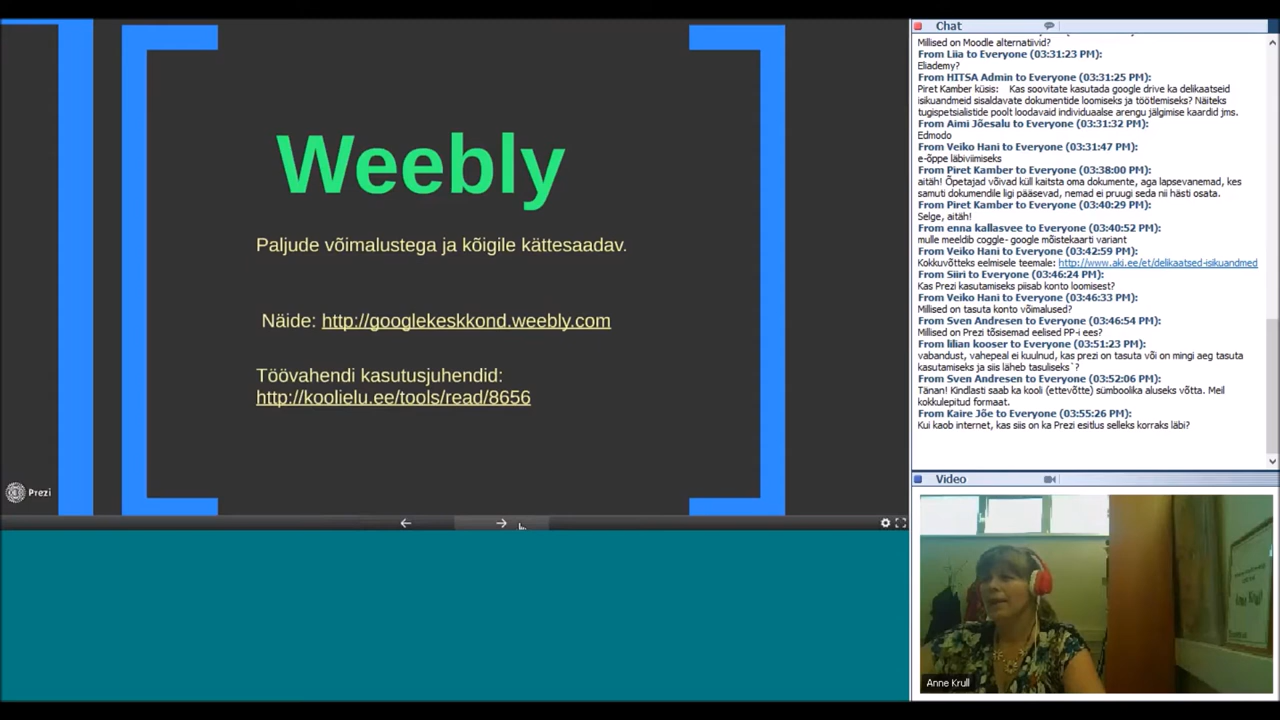 Weebly
Paljude võimalustega ja kõigile kättesaadav.
Näide: http://googlekeskkond.weebly.com
Töövahendi kasutusjuhendid:
http://koolielu.ee/tools/read/8656
Prezi
Chat
Millised on Moodle alternatiivid?
From Liia to Everyone (03:31:23 PM):
Eliademy?
From HITSA Admin to Everyone (03:31:25 PM):
Piret Kamber küsis: Kas soovitate kasutada google drive ka delikaatseid
isikuandmeid sisaldavate dokumentide loomiseks ja töötlemiseks? Näiteks
tugispetsialistide poolt loodavaid individuaalse arengu jälgimise kaardid jms.
From Aimi Jõesalu to Everyone (03:31:32 PM):
Edmodo
From Veiko Hani to Everyone (03:31:47 PM):
e-õppe läbiviimiseks
From Piret Kamber to Everyone (03:38:00 PM):
aitäh! Õpetajad võivad küll kaitsta oma dokumente, aga lapsevanemad, kes
samuti dokumendile ligi pääsevad, nemad ei pruugi seda nii hästi osata.
From Piret Kamber to Everyone (03:40:29 PM):
Selge, aitäh!
From enna kallasvee to Everyone (03:40:52 PM):
mulle meeldib coggle- google mõistekaarti variant
From Veiko Hani to Everyone (03:42:59 PM):
Kokkuvõtteks eelmisele teemale: http://www.aki.ee/et/delikaatsed-isikuandmed
From Siiri to Everyone (03:46:24 PM):
Kas Prezi kasutamiseks piisab konto loomisest?
From Veiko Hani to Everyone (03:46:33 PM):
Millised on tasuta konto võimalused?
From Sven Andresen to Everyone (03:46:54 PM):
Millised on Prezi tõsisemad eelised PP-i ees?
From lilian kooser to Everyone (03:51:23 PM):
vabandust, vahepeal ei kuulnud, kas prezi on tasuta või on mingi aeg tasuta
kasutamiseks ja siis läheb tasuliseks`?
From Sven Andresen to Everyone (03:52:06 PM):
Tänan! Kindlasti saab ka kooli (ettevõtte) sümboolika aluseks võtta. Meil
kokkulepitud formaat.
From Kaire Jõe to Everyone (03:55:26 PM):
Kui kaob internet, kas siis on ka Prezi esitlus selleks korraks läbi?
Video
Anne Krull